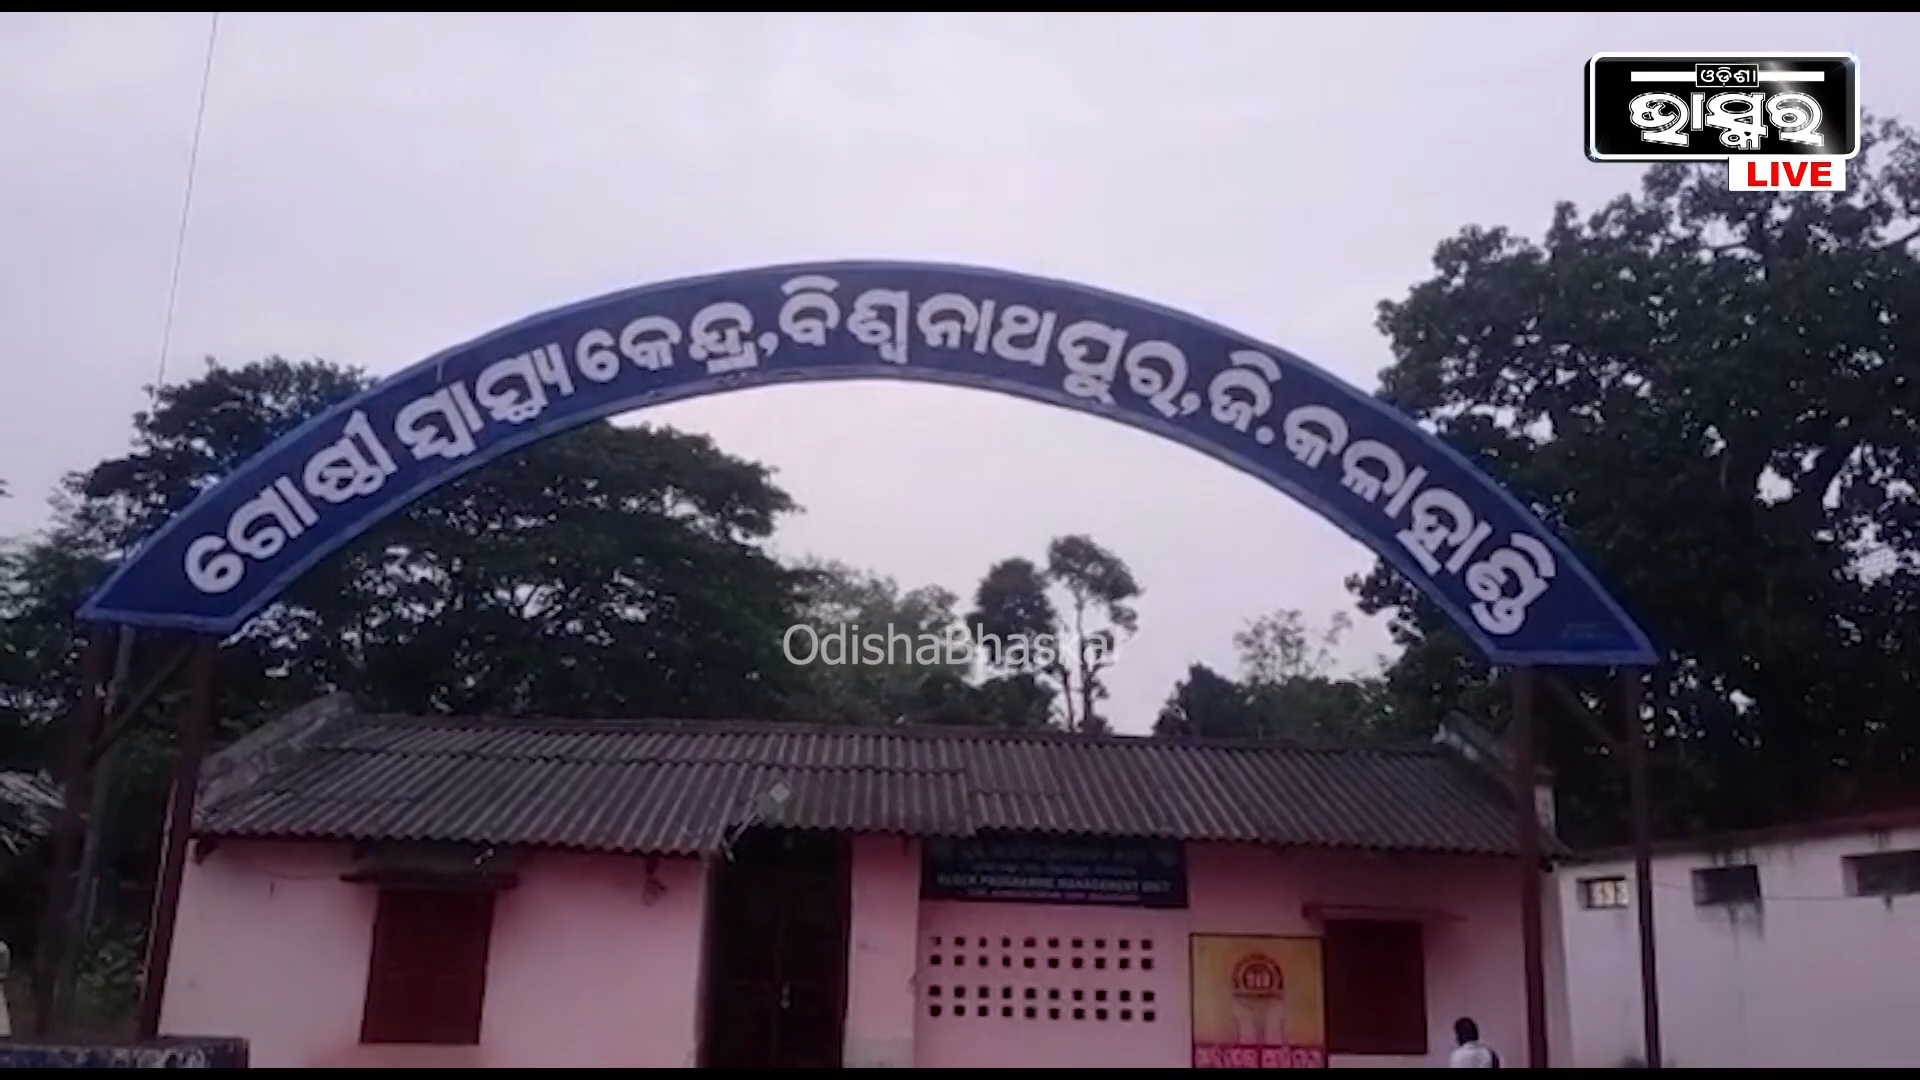 ଓଡ଼ିଶା
ଭାସ୍କର
LIVE
ଗୋଷ୍ଠୀ ସ୍ୱାସ୍ଥ୍ୟ କେନ୍ଦ୍ର, ବିଶ୍ୱନାଥପୁର, ଜି. କଳାହାଣ୍ଡି
OdishaBhaskar
BLOCK PROGRAMME MANAGEMENT UNIT